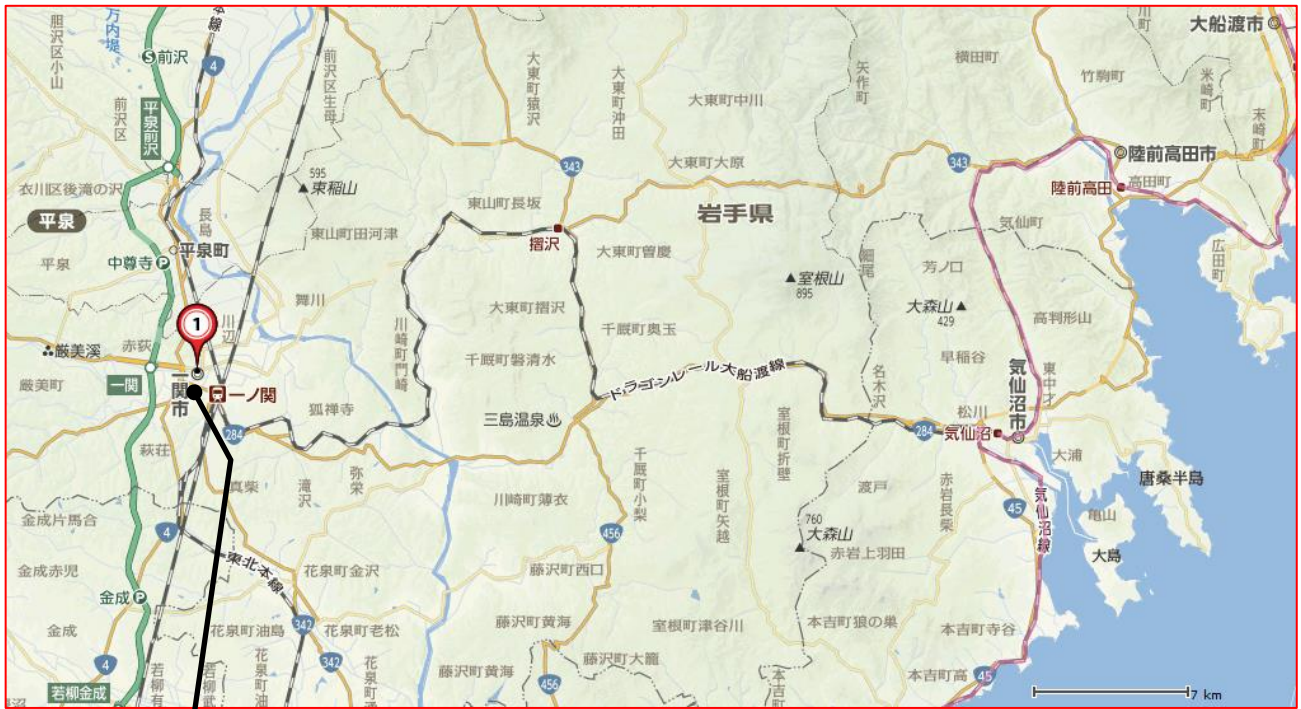 胆沢区小山
万内堤
本線
4
前沢
S
前沢区
平泉前沢
前沢区生母
大東町猿沢
大東町沖田
大東町中川
矢作町
横田町
竹駒町
米崎町
末崎町
大船渡市
595
東稲山
343
大東町大原
343
陸前高田市
陸前高田
高田町
衣川区後滝の沢
平泉
長島
東山町長坂
摺沢
岩手県
気仙町
平泉町
東山町田河津
大東町曽慶
細尾
芳ノ口
広田町
平泉
中尊寺
P
舞川
室根山
895
大森山
429
大東町摺沢
千厩町奥玉
高判形山
川辺
1
赤荻
厳美渓
川崎町門崎
千厩町磐清水
早稲谷
東中才
厳美町
一関
一関市
一ノ関
狐禅寺
ドラゴンレール大船渡線
名木沢
気仙沼市
三島温泉
室根町折壁
松川
284
284
気仙沼
萩荘
真柴
滝沢
弥栄
千厩町小梨
室根町矢越
大浦
唐桑半島
川崎町薄衣
渡戸
赤岩長柴
45
気仙沼線
亀山
金成片馬合
4
456
760
大森山
赤岩上羽田
大島
東北本線
金成赤児
花泉町金沢
藤沢町西口
金成
P
金成
花泉町油島
342
花泉町老松
藤沢町黄海
室根町津谷川
本吉町狼の巣
本吉町寺谷
4
342
藤沢町黄海
藤沢町大籠
本吉町高
45
若柳金成
456
7 km